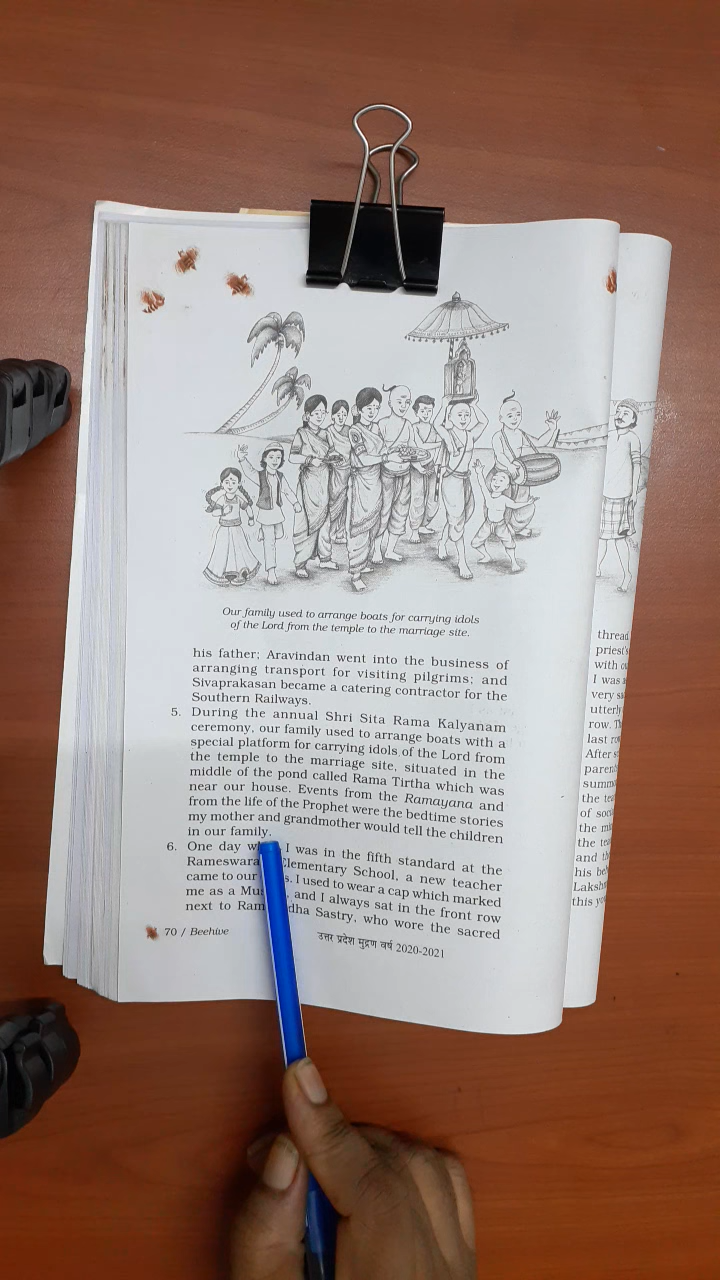 Our family used to arrange boats for carrying idols
of the Lord from the temple to the marriage site.
his father; Aravindan went into the business of
arranging transport for visiting pilgrims; and
Sivaprakasan became a catering contractor for the
Southern Railways.
5. During the annual Shri Sita Rama Kalyanam
ceremony, our family used to arrange boats with a
special platform for carrying idols of the Lord from
the temple to the marriage site, situated in the
middle of the pond called Rama Tirtha which was
near our house. Events from the Ramayana and
from the life of the Prophet were the bedtime stories
my mother and grandmother would tell the children
in our family.
6. One day I was in the fifth standard at the
Elementary School, a new teacher
came to our I used to wear a cap which marked
me as a and I always sat in the front row
next to Sastry, who wore the sacred
70 / Beehive
उत्तर प्रदेश मुद्रण वर्ष 2020-2021
thread
priest's
with
I was
very
utterly
row.
last
After
the
of
the
the
and
his
this